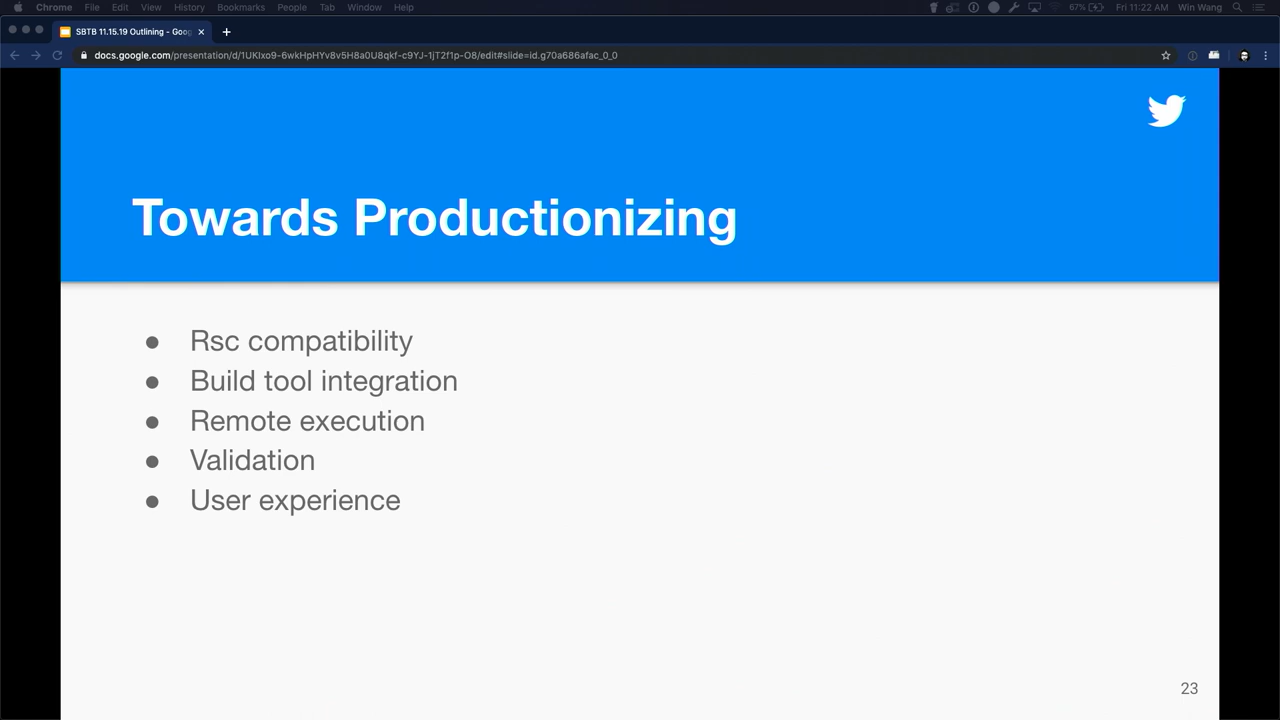 Chrome File Edit View History Bookmarks People Tab Window Help 67% Fri 11:22 AM Win Wang
SBTB 11.15.19 Outlining - Goog
docs.google.com/presentation/d/1UKIxo9-6wkHpHYv8v5H8a0U8qkf-c9YJ-1jT2f1p-O8/edit#slide=id.g70a686afac_0_0
Towards Productionizing
● Rsc compatibility
● Build tool integration
● Remote execution
● Validation
● User experience
23